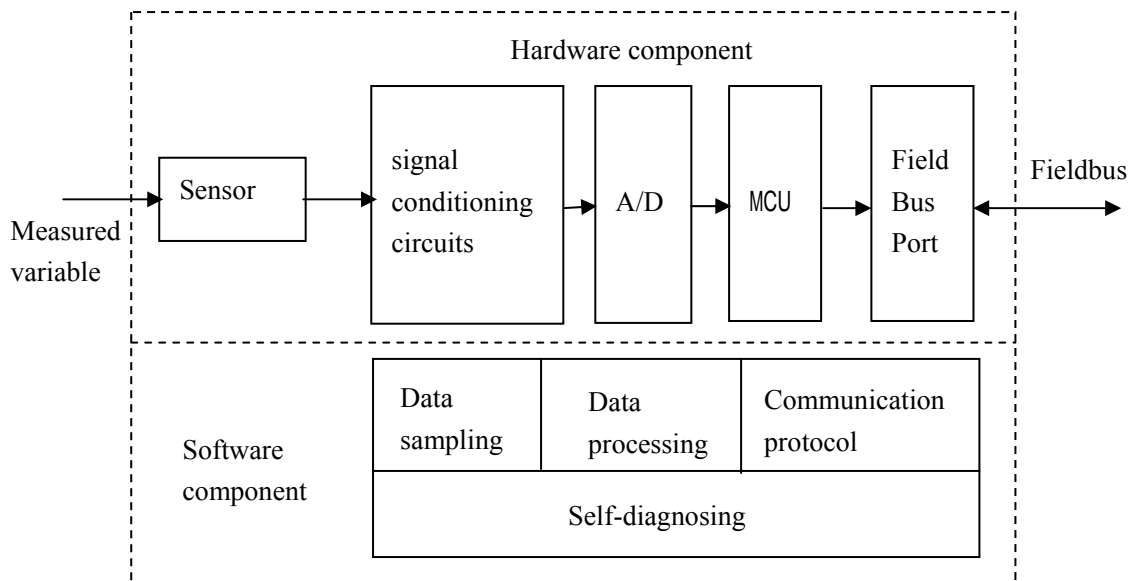 Hardware component
Measured
variable
Sensor
signal
conditioning
circuits
A/D
MCU
Field
Bus
Port
Fieldbus
Software
component
Data
sampling
Data
processing
Communication
protocol
Self-diagnosing